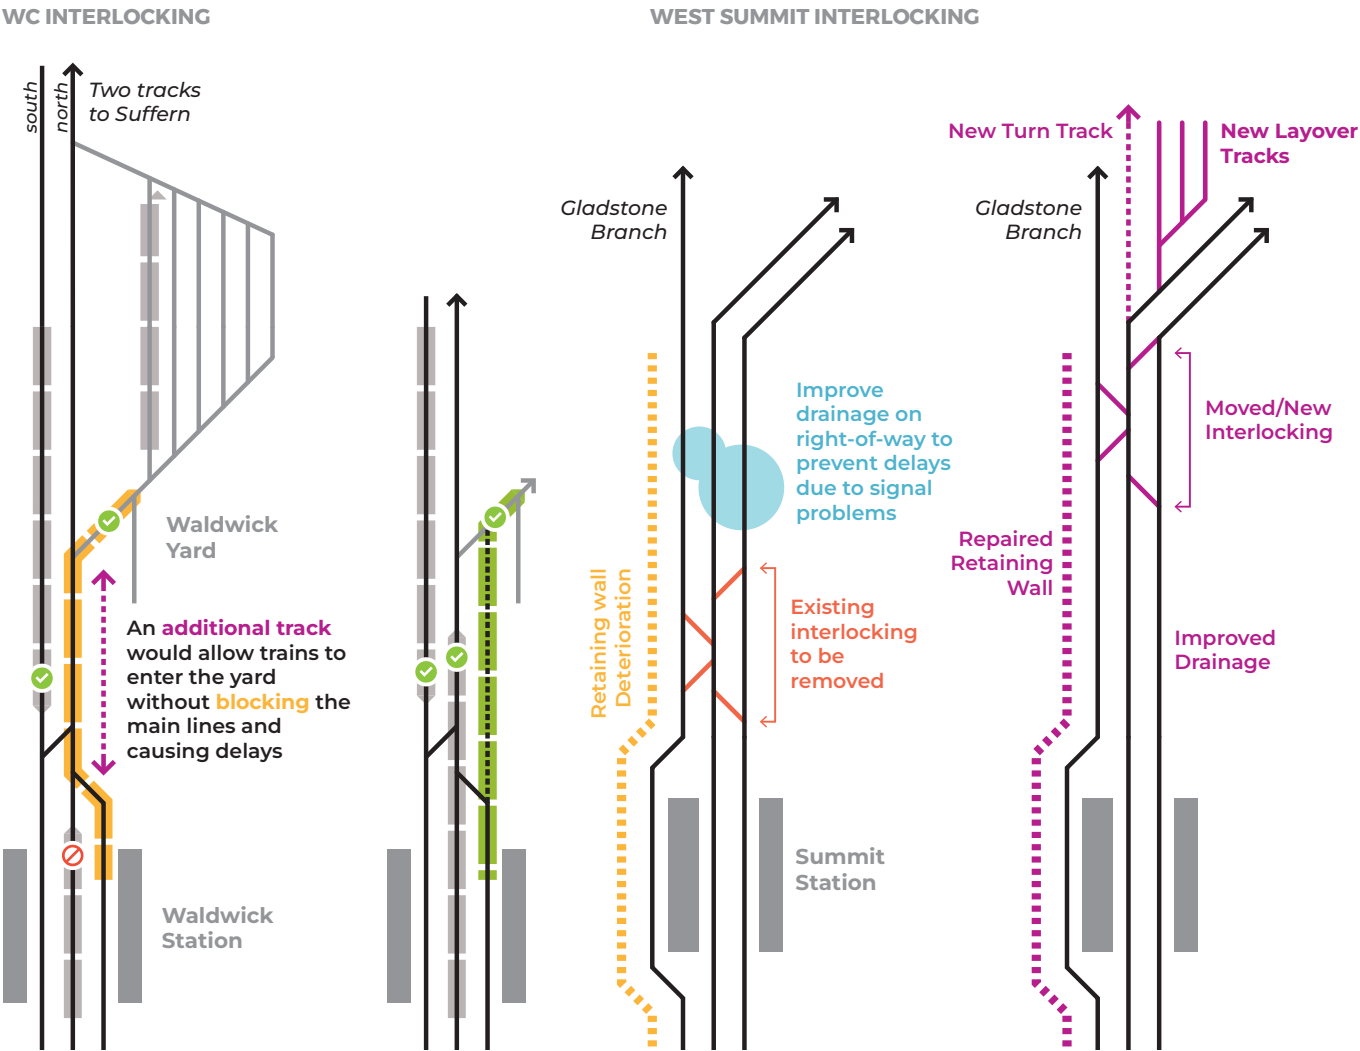 WC INTERLOCKING
south
north
Two tracks
to Suffern
Waldwick
Yard
An additional track
would allow trains to
enter the yard
without blocking the
main lines and
causing delays
Waldwick
Station
WEST SUMMIT INTERLOCKING
Gladstone
Branch
Improve
drainage on
right-of-way to
prevent delays
due to signal
problems
Retaining wall
Deterioration
Existing
interlocking
to be
removed
Summit
Station
New Turn Track
New Layover
Tracks
Gladstone
Branch
Moved/New
Interlocking
Repaired
Retaining
Wall
Improved
Drainage